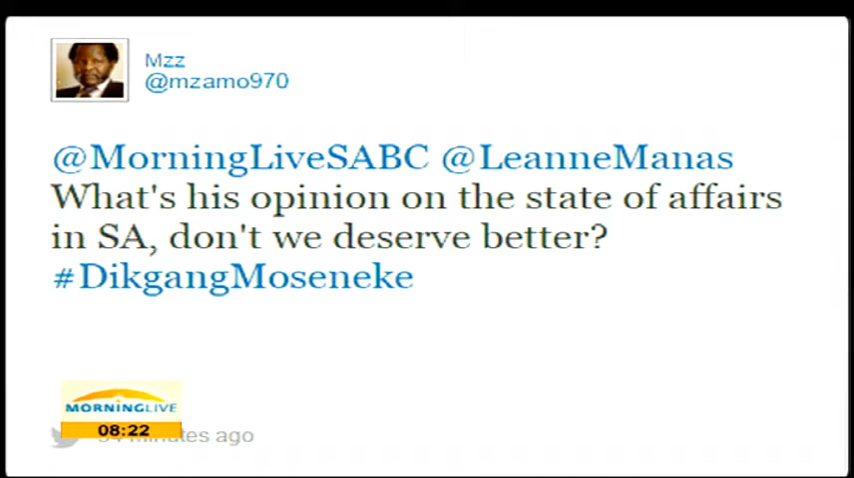 Mzz
@mzamo970
@MorningLiveSABC @LeanneManas
What's his opinion on the state of affairs
in SA, don't we deserve better?
#DikgangMoseneke
MORNINGLIVE
08:22
minutes ago